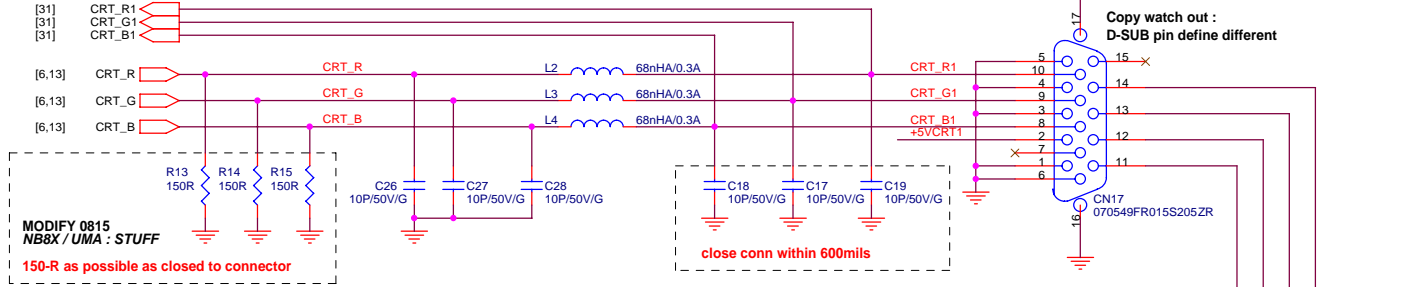 [31] CRT_R1
[31] CRT_G1
[31] CRT_B1
17
Copy watch out :
D-SUB pin define different
[6,13] CRT_R CRT_R L2 68nHA/0.3A CRT_R1
[6,13] CRT_G CRT_G L3 68nHA/0.3A CRT_G1
[6,13] CRT_B CRT_B L4 68nHA/0.3A CRT_B1
+5VCRT1
5 15
10
4 14
9
3 13
8
2 12
7
1 11
6
R13 150R
R14 150R
R15 150R
C26 10P/50V/G
C27 10P/50V/G
C28 10P/50V/G
C18 10P/50V/G
C17 10P/50V/G
C19 10P/50V/G
CN17
070549FR015S205ZR
16
MODIFY 0815
NB8X / UMA : STUFF
150-R as possible as closed to connector
close conn within 600mils